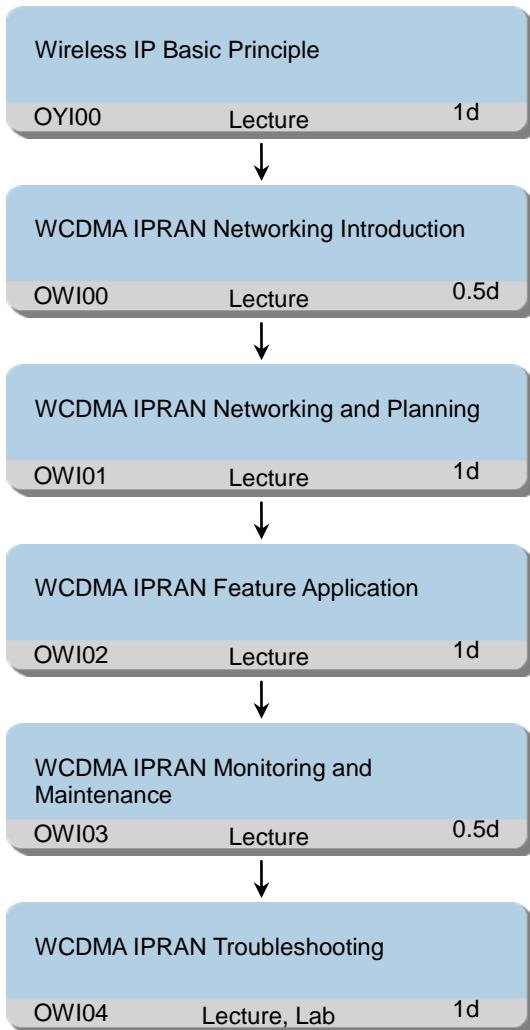 Wireless IP Basic Principle
OYI00 Lecture 1d
WCDMA IPRAN Networking Introduction
OWI00 Lecture 0.5d
WCDMA IPRAN Networking and Planning
OWI01 Lecture 1d
WCDMA IPRAN Feature Application
OWI02 Lecture 1d
WCDMA IPRAN Monitoring and
Maintenance
OWI03 Lecture 0.5d
WCDMA IPRAN Troubleshooting
OWI04 Lecture, Lab 1d